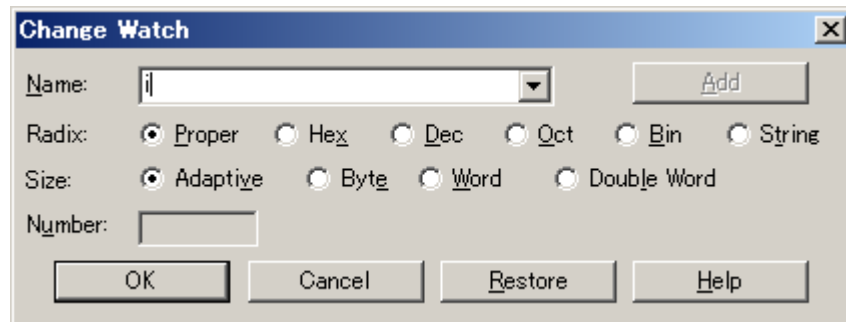 Change Watch
Name: i Add
Radix: Proper Hex Dec Oct Bin String
Size: Adaptive Byte Word Double Word
Number:
OK Cancel Restore Help